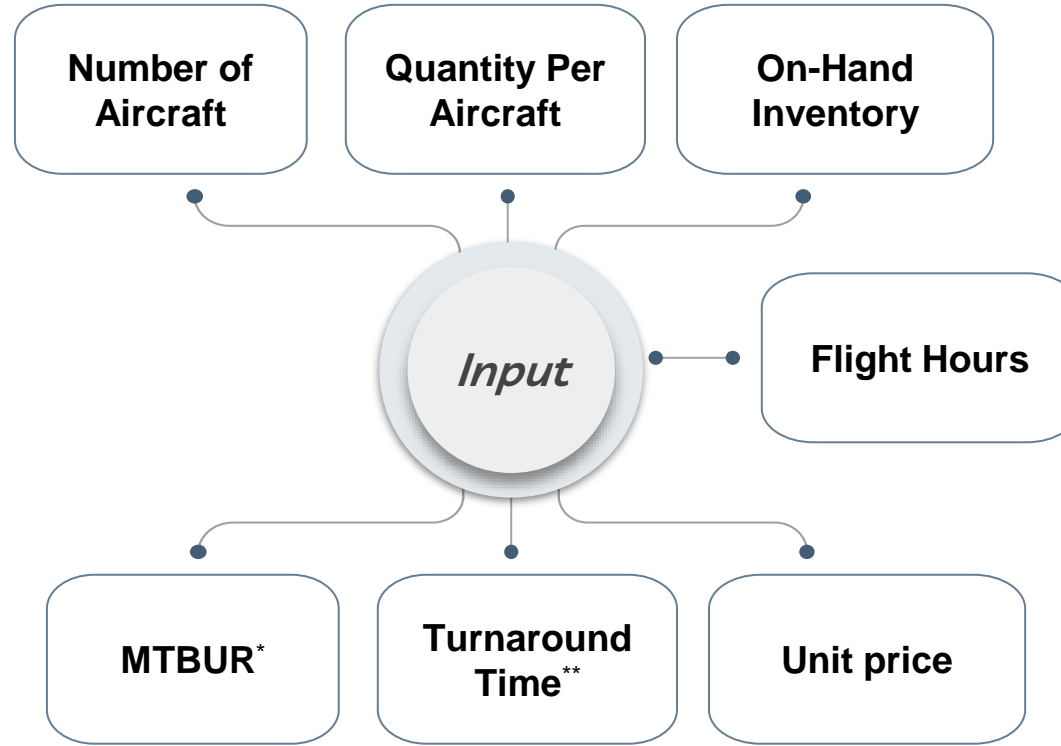 Number of
Aircraft
Quantity Per
Aircraft
On-Hand
Inventory
Input
Flight Hours
MTBUR*
Turnaround
Time**
Unit price